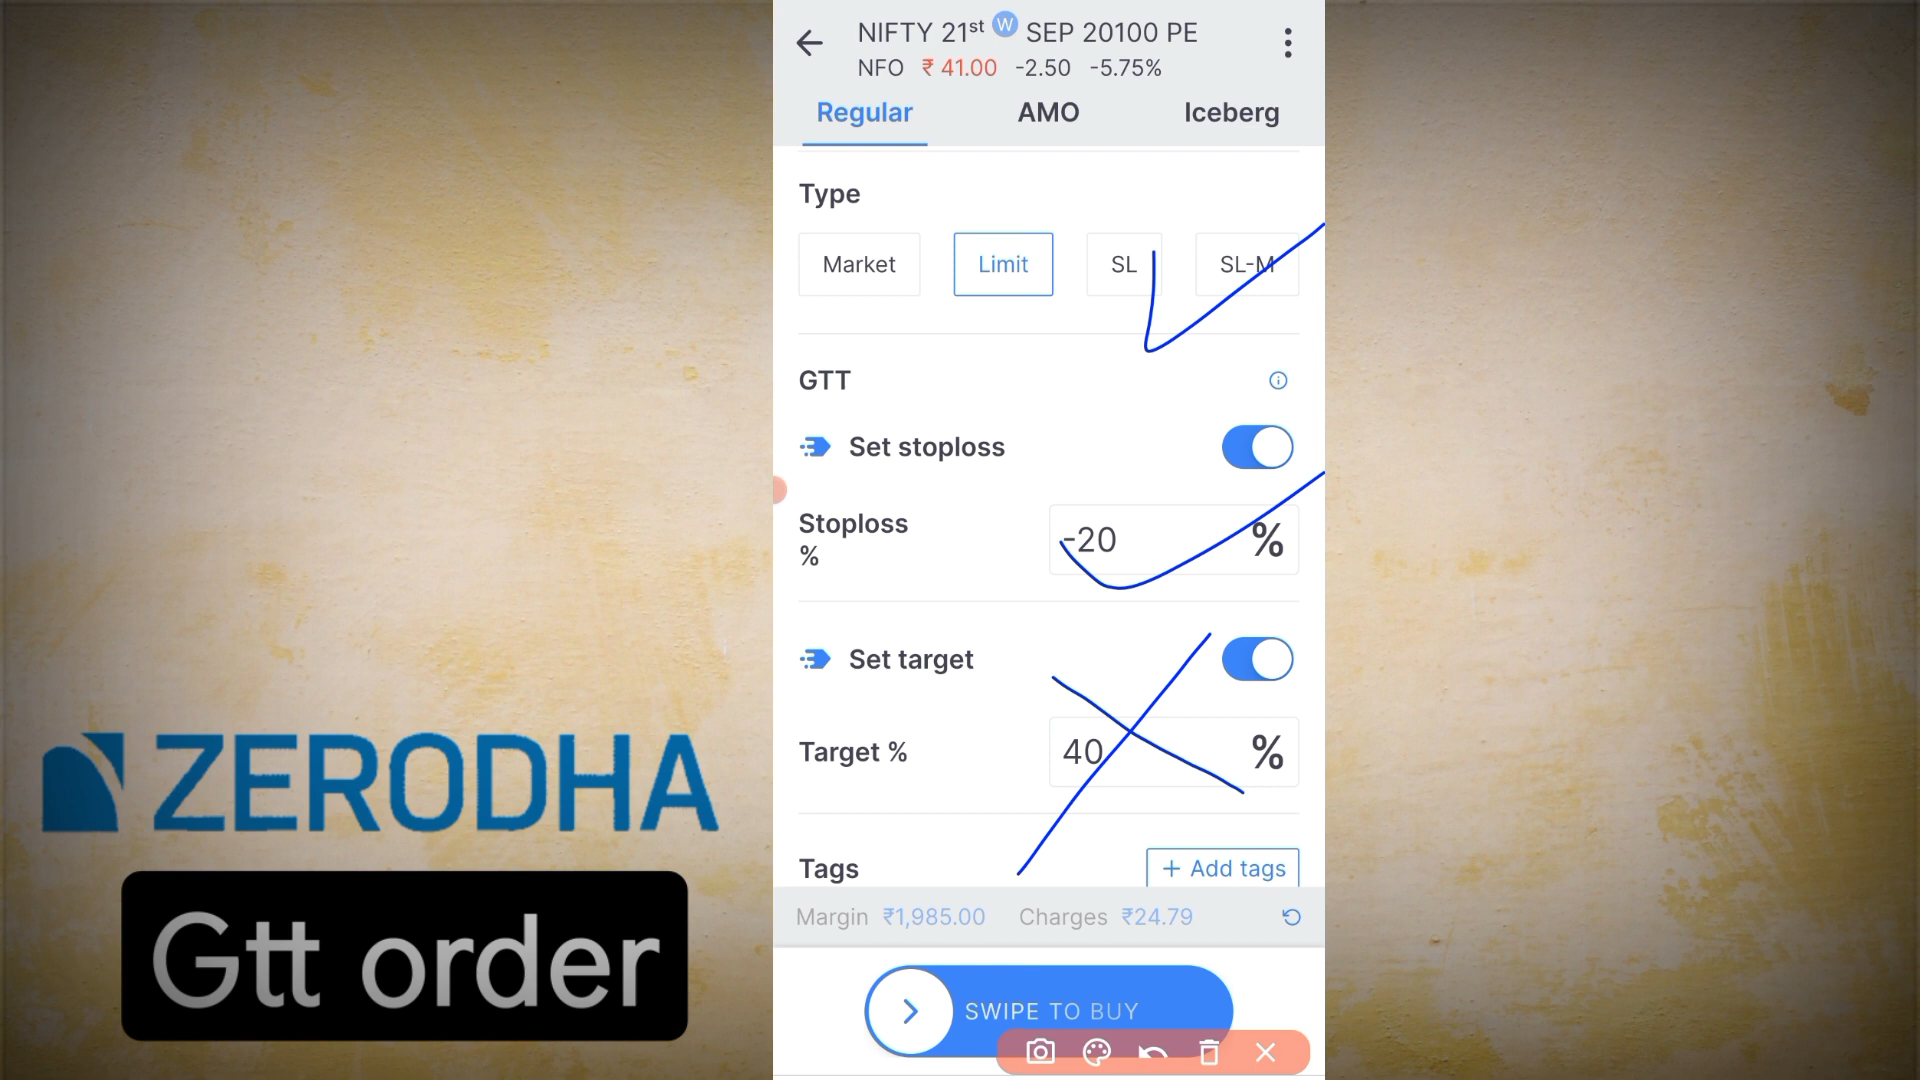 NIFTY 21st W SEP 20100 PE
NFO ₹ 41.00 -2.50 -5.75%
Regular AMO Iceberg
Type
Market Limit SL SL-M
GTT
Set stoploss
Stoploss
%
-20 %
Set target
Target % 40 %
Tags + Add tags
Margin ₹1,985.00 Charges ₹24.79
SWIPE TO BUY
ZERODHA
Gtt order